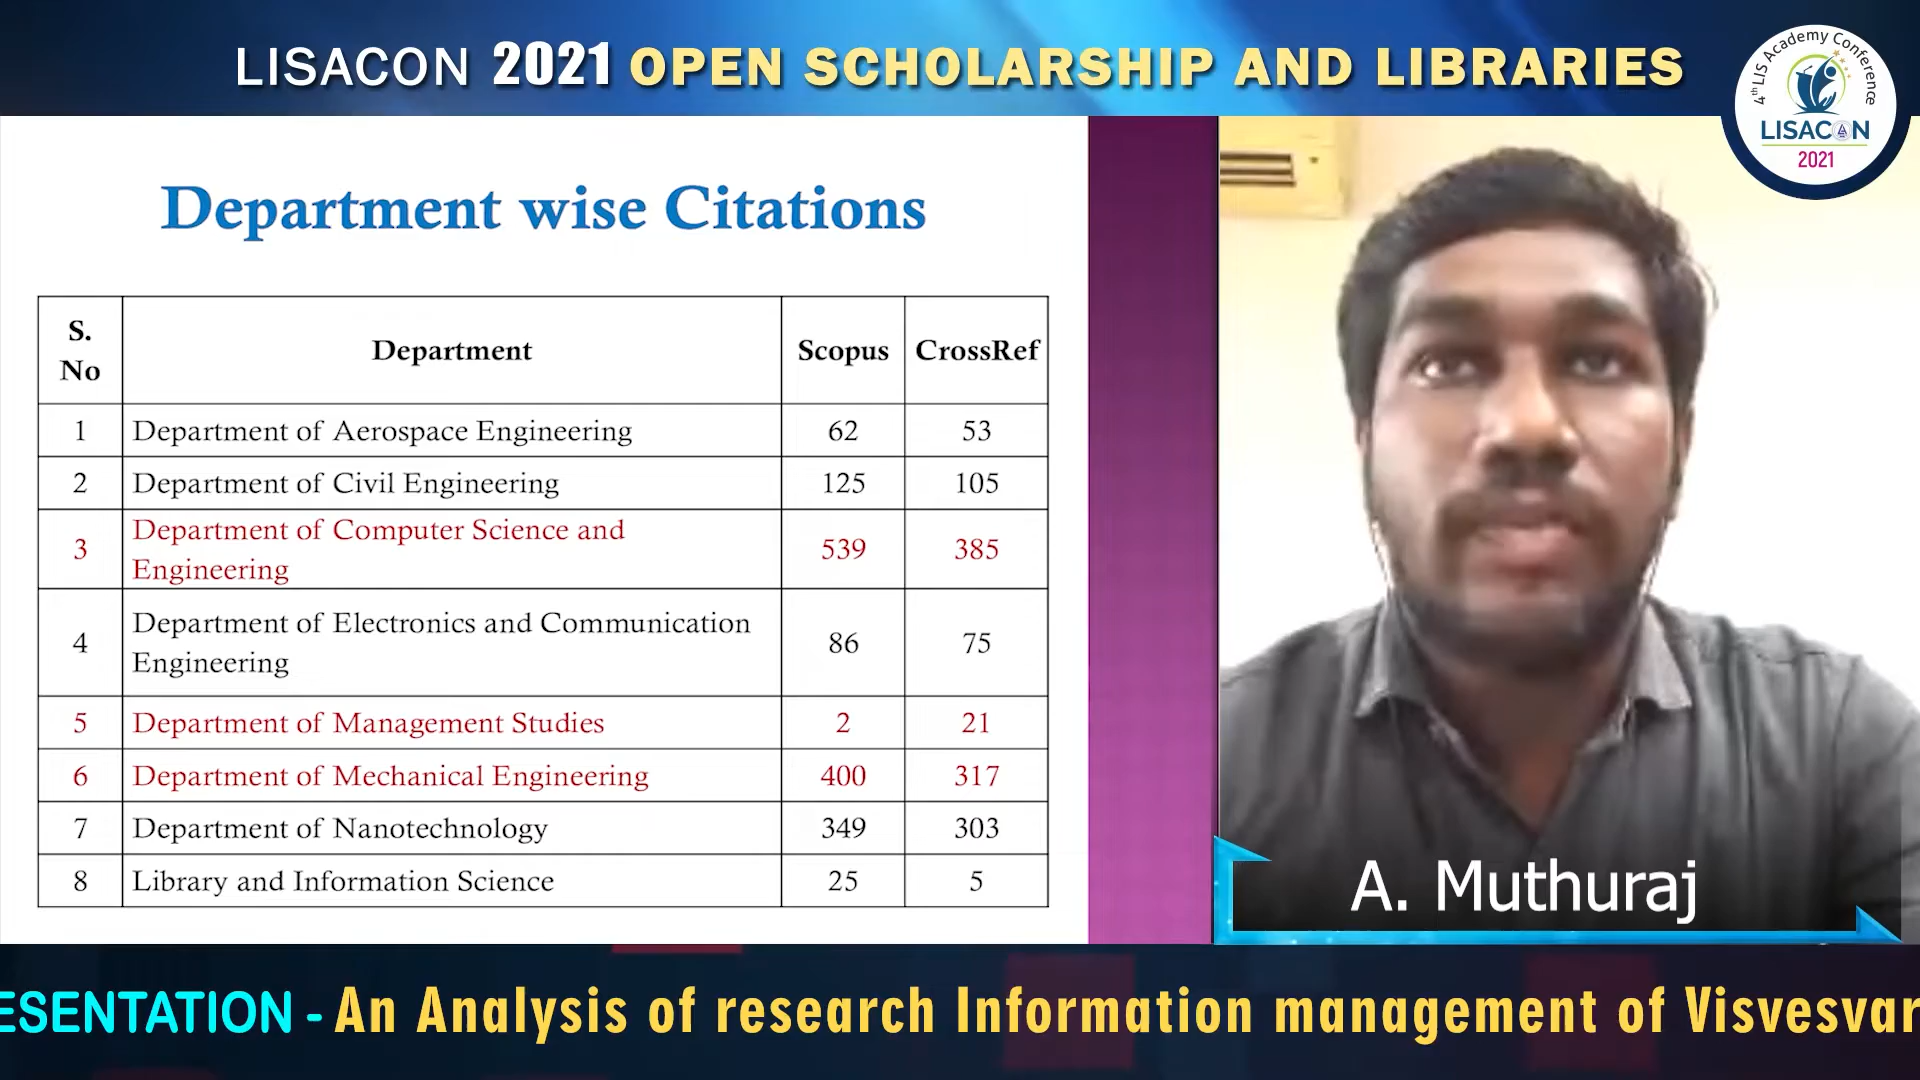 LISACON 2021 OPEN SCHOLARSHIP AND LIBRARIES
4th LIS Academy Conference
LISACON
2021
Department wise Citations
S. No Department Scopus CrossRef
1 Department of Aerospace Engineering 62 53
2 Department of Civil Engineering 125 105
3 Department of Computer Science and Engineering 539 385
4 Department of Electronics and Communication Engineering 86 75
5 Department of Management Studies 2 21
6 Department of Mechanical Engineering 400 317
7 Department of Nanotechnology 349 303
8 Library and Information Science 25 5
A. Muthuraj
ESENTATION - An Analysis of research Information management of Visvesvar